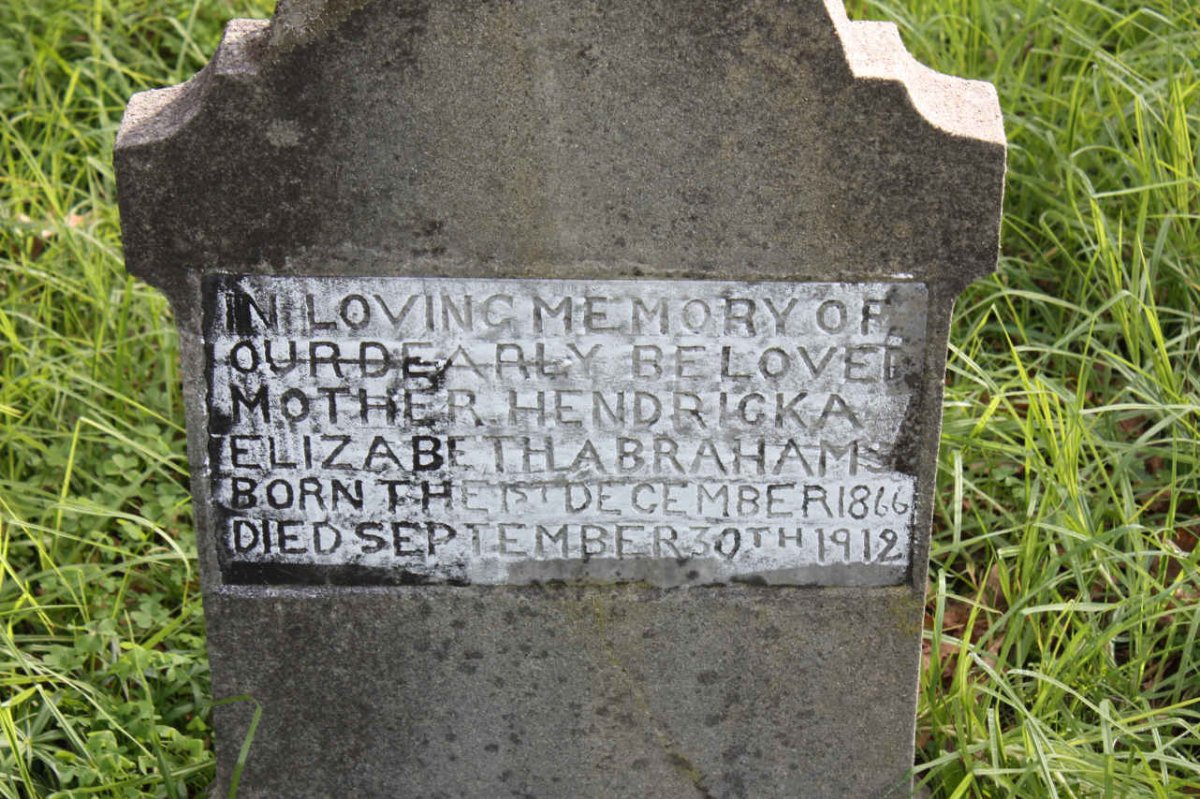 IN LOVING MEMORY OF
OUR DEARLY BELOVET
MOTHER HENDRICKA
ELIZABETH ABRAHAMS
BORN THE 1ST DECEMBER 1866
DIED SEPTEMBER 30TH 1912